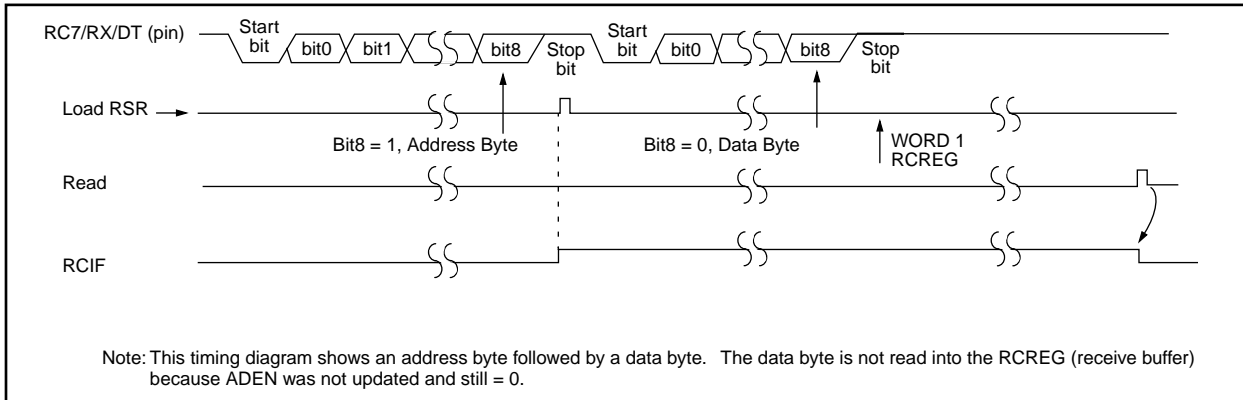 RC7/RX/DT (pin)
Start bit
bit0
bit1
bit8
Stop bit
Start bit
bit0
bit8
Stop bit
Load RSR
Bit8 = 1, Address Byte
Bit8 = 0, Data Byte
WORD 1
RCREG
Read
RCIF
Note: This timing diagram shows an address byte followed by a data byte. The data byte is not read into the RCREG (receive buffer)
because ADEN was not updated and still = 0.